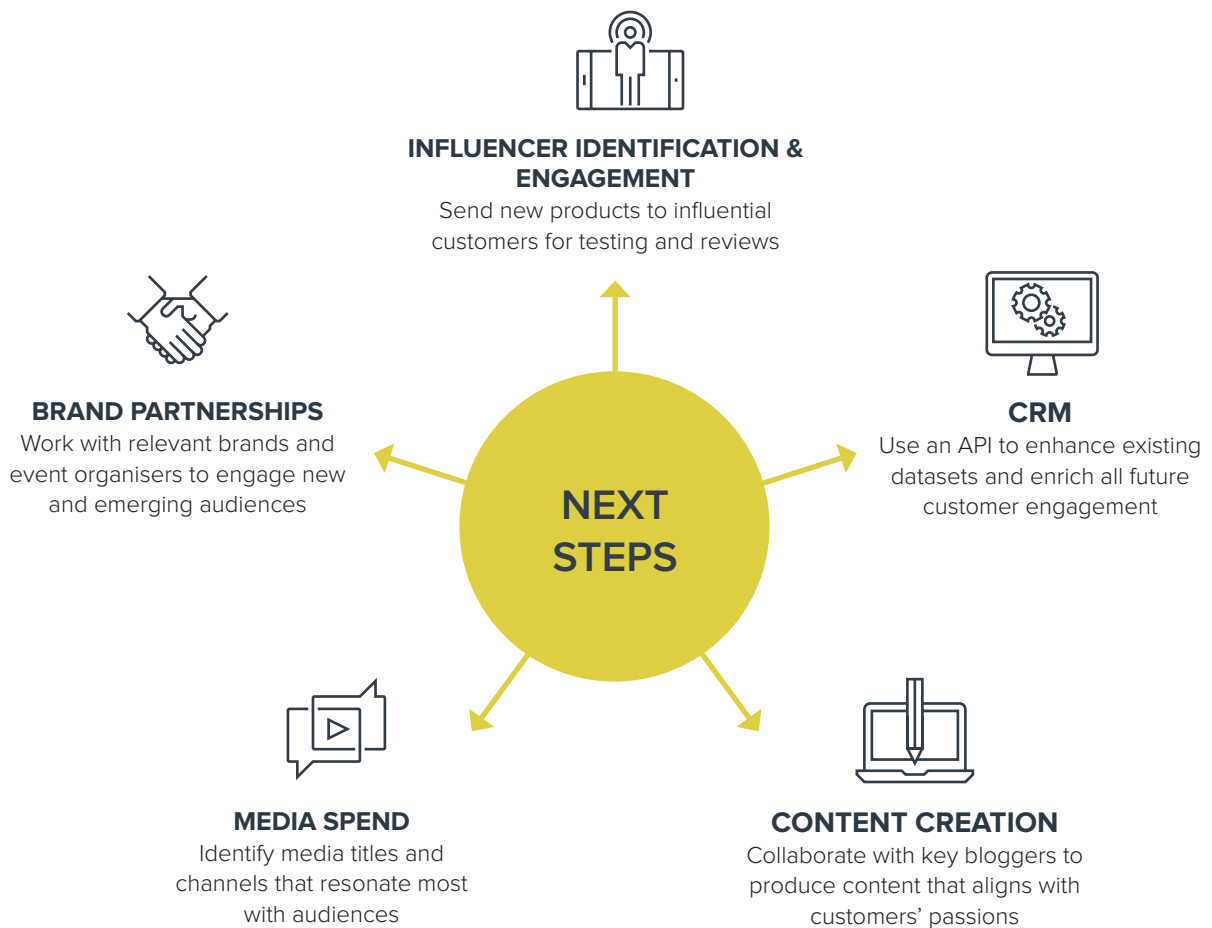 INFLUENCER IDENTIFICATION &
ENGAGEMENT
Send new products to influential
customers for testing and reviews
BRAND PARTNERSHIPS
Work with relevant brands and
event organisers to engage new
and emerging audiences
CRM
Use an API to enhance existing
datasets and enrich all future
customer engagement
NEXT
STEPS
MEDIA SPEND
Identify media titles and
channels that resonate most
with audiences
CONTENT CREATION
Collaborate with key bloggers to
produce content that aligns with
customers’ passions